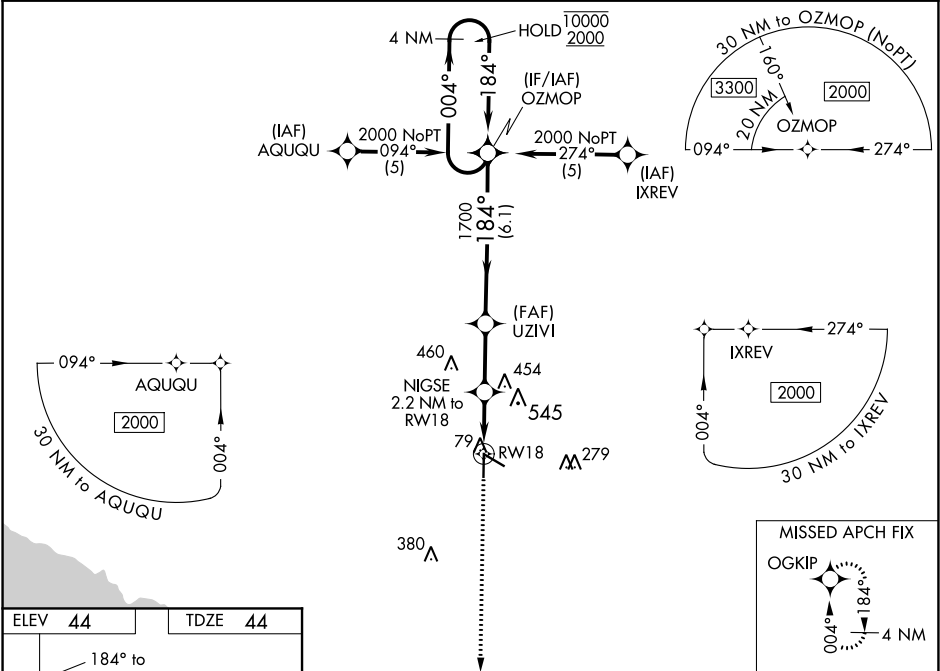 4 NM
HOLD
10000
2000
004°
184°
(IF/IAF)
OZMOP
(IAF)
AQUQU
2000 NoPT
094°
(5)
2000 NoPT
274°
(5)
(IAF)
IXREV
30 NM to OZMOP (NoPT)
3300
160°
2000
20 NM
OZMOP
094°
274°
1700
184°
(6.1)
(FAF)
UZIVI
094°
AQUQU
2000
004°
30 NM to AQUQU
460
454
NIGSE
2.2 NM to
RW18
545
79
RW18
279
380
IXREV
274°
2000
004°
30 NM to IXREV
MISSED APCH FIX
OGKIP
184°
004°
4 NM
ELEV 44
TDZE 44
184° to